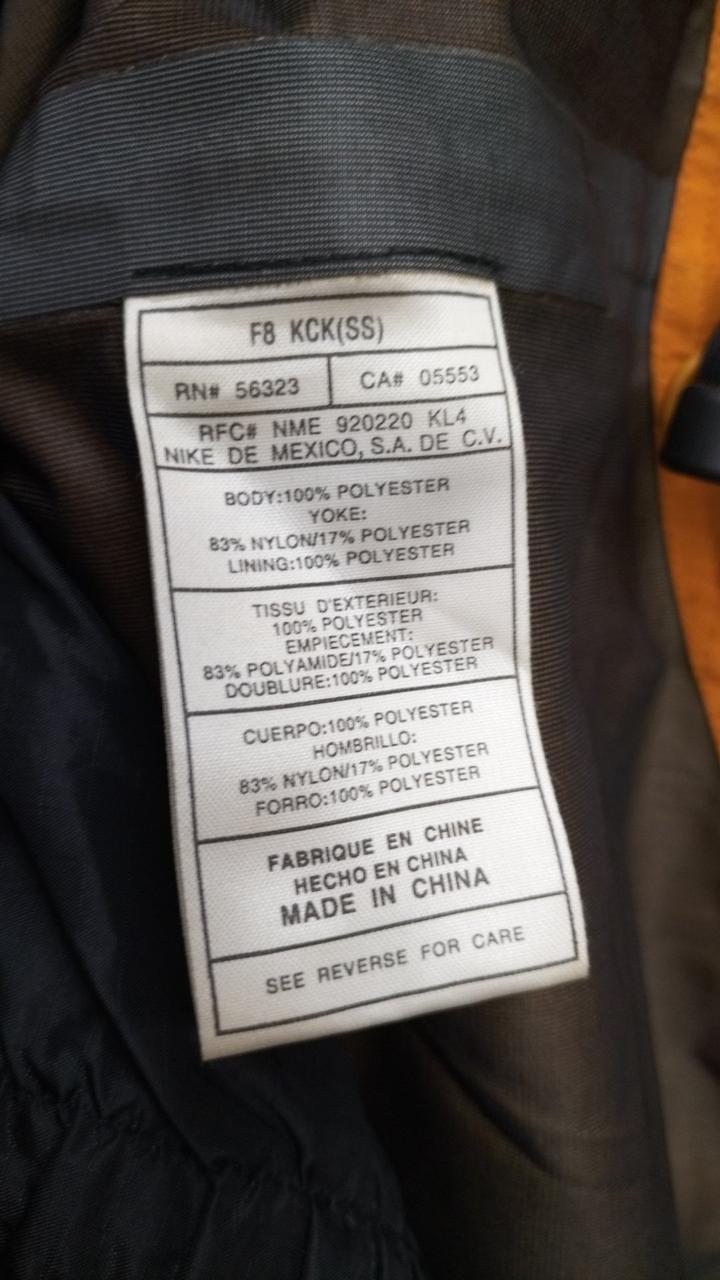 F8 KCK(SS)
RN# 56323
CA# 05553
RFC# NME 920220 KL4
NIKE DE MEXICO, S.A. DE C.V.
BODY:100% POLYESTER
YOKE:
83% NYLON/17% POLYESTER
LINING:100% POLYESTER
TISSU D'EXTERIEUR:
100% POLYESTER
EMPIECEMENT:
83% POLYAMIDE/17% POLYESTER
DOUBLURE:100% POLYESTER
CUERPO:100% POLYESTER
HOMBRILLO:
83% NYLON/17% POLYESTER
FORRO:100% POLYESTER
FABRIQUE EN CHINE
HECHO EN CHINA
MADE IN CHINA
SEE REVERSE FOR CARE